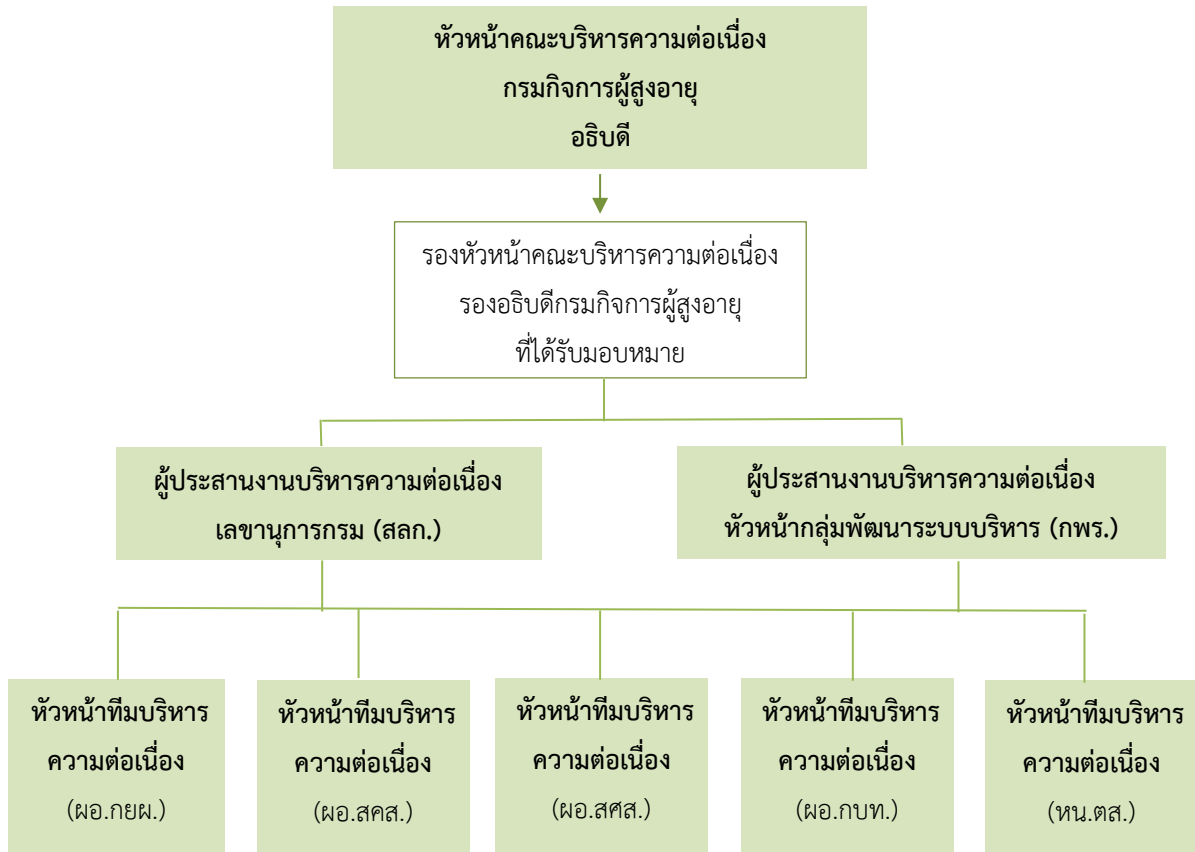 หัวหน้าคณะบริหารความต่อเนื่อง
กรมกิจการผู้สูงอายุ
อธิบดี
รองหัวหน้าคณะบริหารความต่อเนื่อง
รองอธิบดีกรมกิจการผู้สูงอายุ
ที่ได้รับมอบหมาย
ผู้ประสานงานบริหารความต่อเนื่อง
เลขานุการกรม (สลก.)
ผู้ประสานงานบริหารความต่อเนื่อง
หัวหน้ากลุ่มพัฒนาระบบบริหาร (กพร.)
หัวหน้าทีมบริหาร
ความต่อเนื่อง
(ผอ.กยผ.)
หัวหน้าทีมบริหาร
ความต่อเนื่อง
(ผอ.สคส.)
หัวหน้าทีมบริหาร
ความต่อเนื่อง
(ผอ.สศส.)
หัวหน้าทีมบริหาร
ความต่อเนื่อง
(ผอ.กบท.)
หัวหน้าทีมบริหาร
ความต่อเนื่อง
(หน.ตส.)